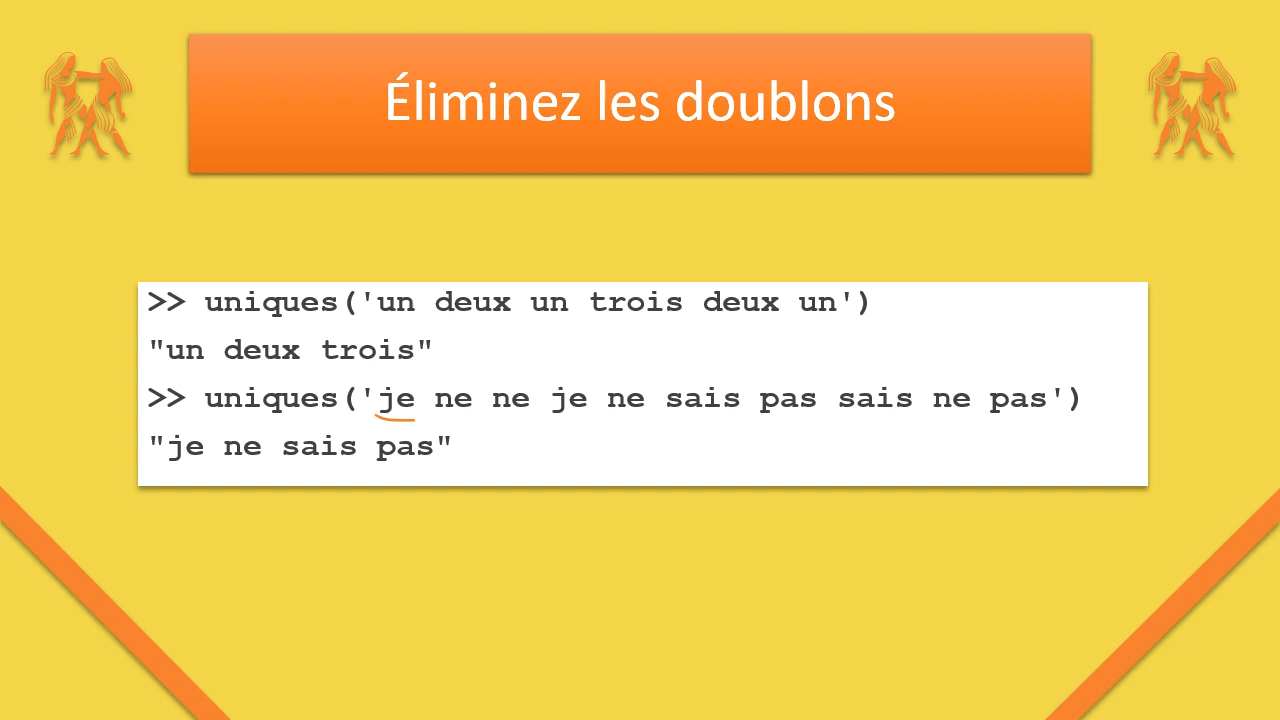 Éliminez les doublons
>> uniques('un deux un trois deux un')
"un deux trois"
>> uniques('je ne ne je ne sais pas sais ne pas')
"je ne sais pas"